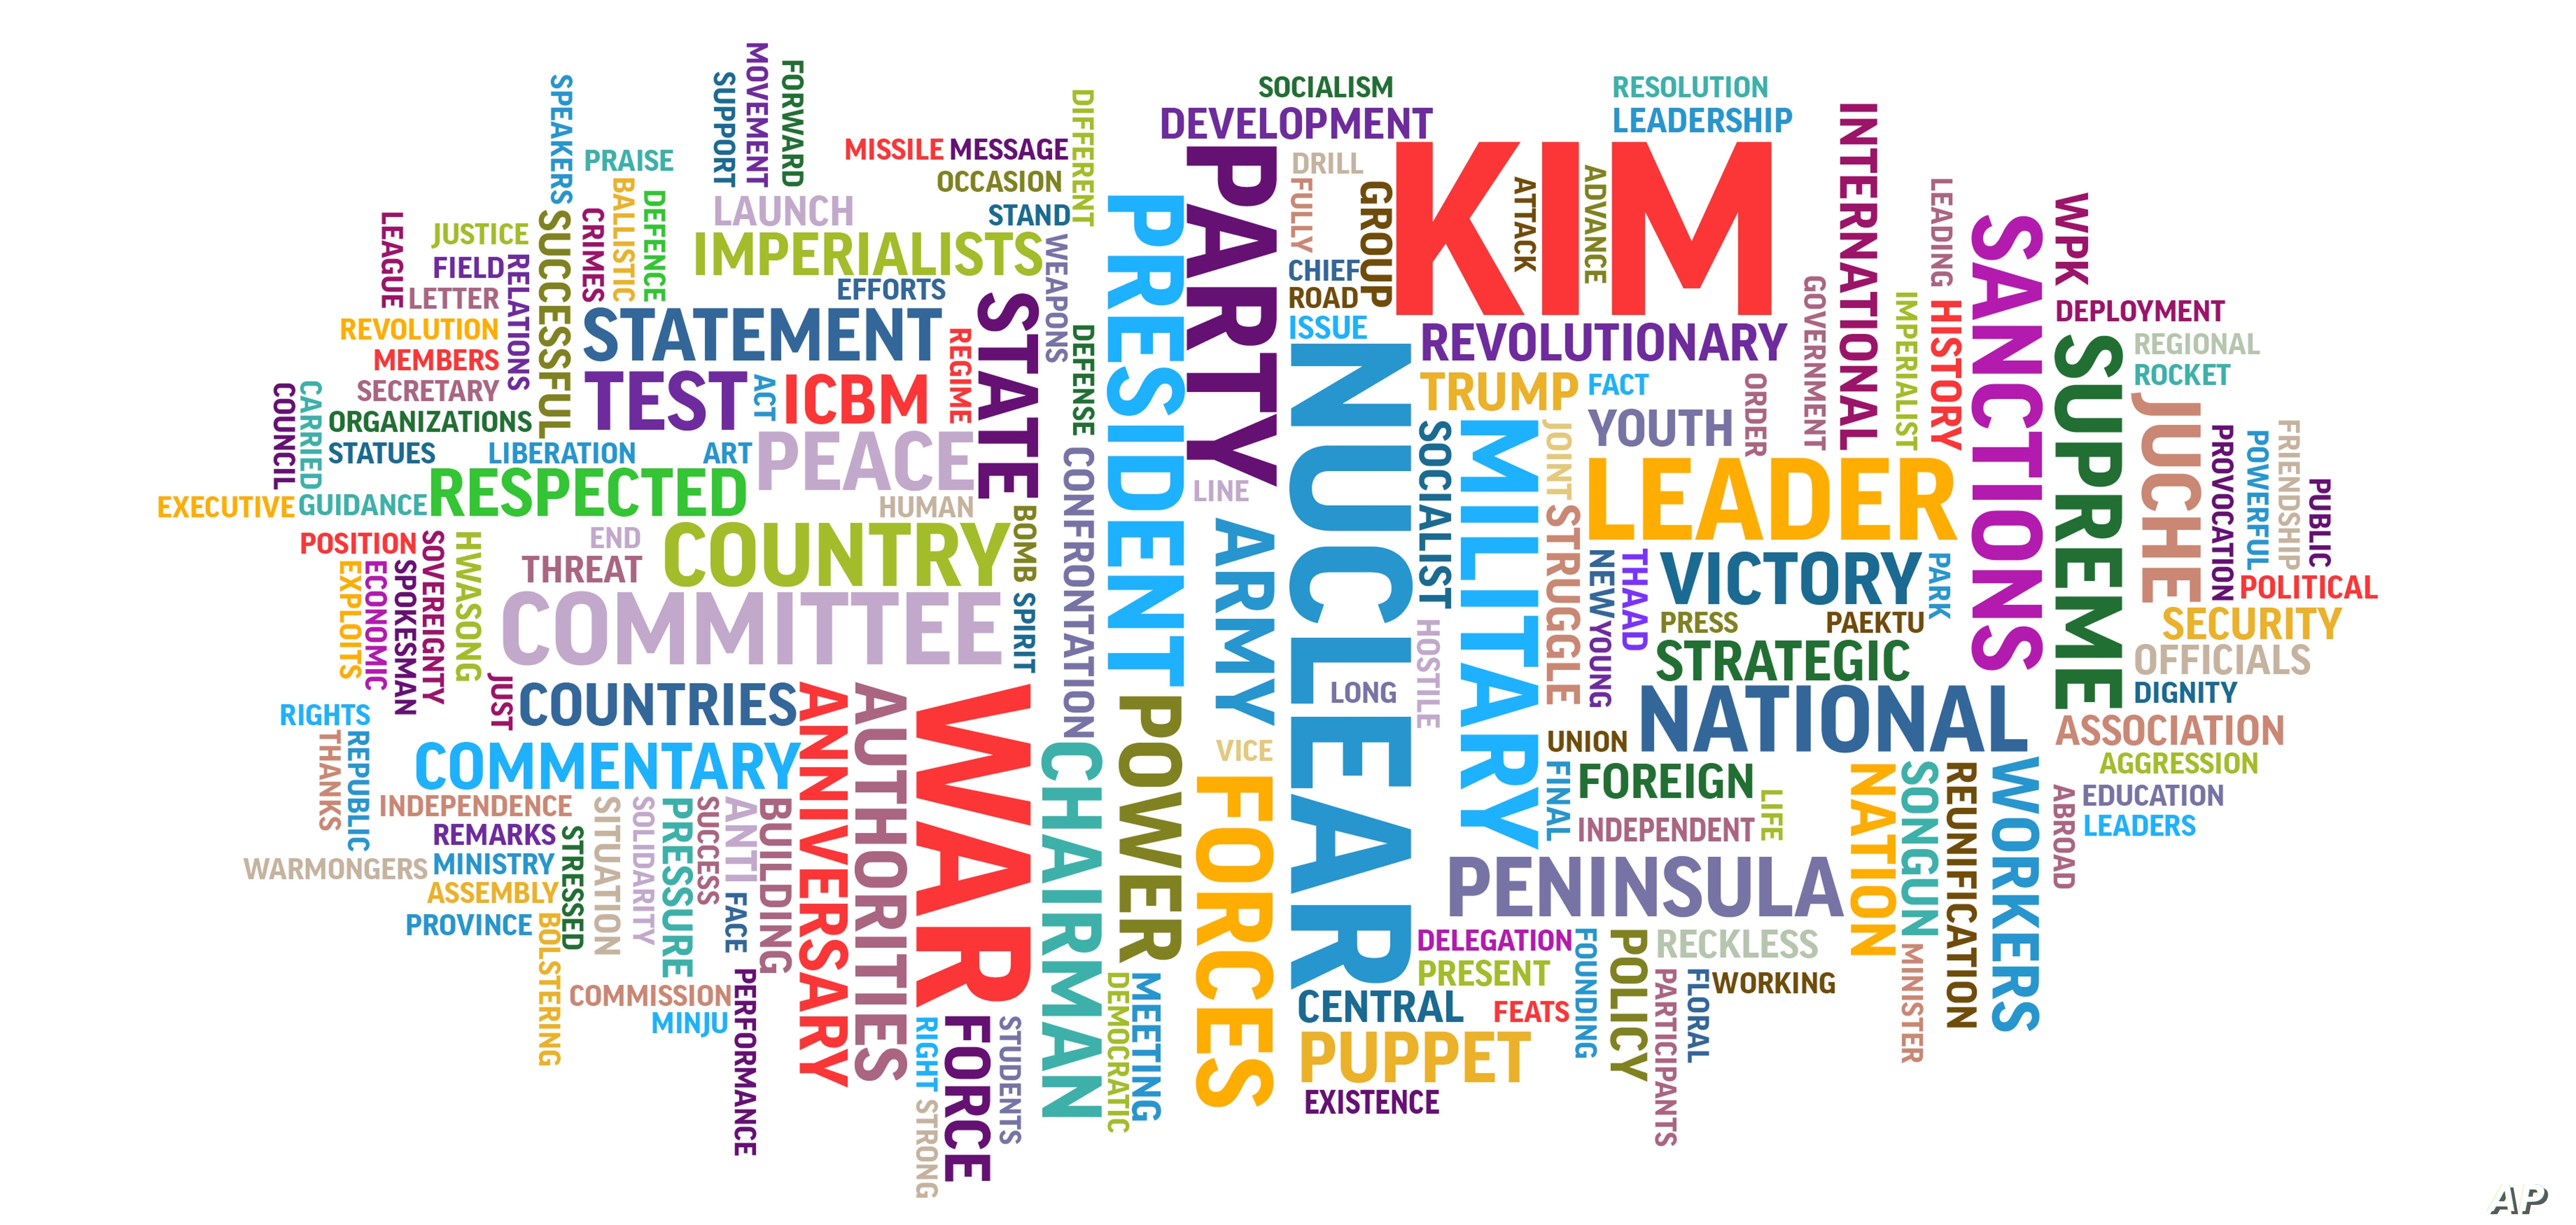 SPEAKERS
SUPPORT
MOVEMENT
FORWARD
PRAISE
MISSILE
MESSAGE
DIFFERENT
OCCASION
STAND
LAUNCH
BALLISTIC
DEFENCE
CRIMES
SUCCESSFUL
LEAGUE
JUSTICE
FIELD
RELATIONS
LETTER
REVOLUTION
MEMBERS
SECRETARY
ORGANIZATIONS
COUNCIL
CARRIED
STATUES
LIBERATION
ART
IMPERIALISTS
EFFORTS
WEAPONS
STATEMENT
REGIME
STATE
DEFENSE
TEST
ACT
ICBM
PEACE
EXECUTIVE
GUIDANCE
RESPECTED
HUMAN
SOCIALISM
DEVELOPMENT
PARTY
PRESIDENT
DRILL
FULLY
GROUP
CHIEF
ROAD
ISSUE
KIM
ATTACK
ADVANCE
RESOLUTION
LEADERSHIP
INTERNATIONAL
LEADING
SANCTIONS
WPK
DEPLOYMENT
REVOLUTIONARY
GOVERNMENT
IMPERIALIST
HISTORY
TRUMP
FACT
YOUTH
ORDER
SUPREME
REGIONAL
ROCKET
JUCHE
PROVOCATION
POWERFUL
FRIENDSHIP
PUBLIC
POLITICAL
SECURITY
OFFICIALS
DIGNITY
ASSOCIATION
AGGRESSION
EDUCATION
LEADERS
ABROAD
NUCLEAR
LONG
SOCIALIST
HOSTILE
MILITARY
JOINT
STRUGGLE
LEADER
NEW
YOUNG
THAAD
VICTORY
PARK
PRESS
PAEKTU
STRATEGIC
NATIONAL
UNION
FINAL
FOREIGN
LIFE
INDEPENDENT
PENINSULA
NATION
SONGUN
REUNIFICATION
WORKERS
MINISTER
LINE
ARMY
VICE
FORCES
CONFRONTATION
BOMB
SPIRIT
END
THREAT
COUNTRY
COMMITTEE
POSITION
SOVEREIGNTY
HWASONG
EXPLOITS
ECONOMIC
SPOKESMAN
JUST
COUNTRIES
RIGHTS
THANKS
REPUBLIC
COMMENTARY
ANNIVERSARY
AUTHORITIES
WAR
CHAIRMAN
POWER
INDEPENDENCE
REMARKS
STRESSED
SITUATION
SOLIDARITY
PRESSURE
SUCCESS
ANTI
FACE
BUILDING
WARMONGERS
MINISTRY
ASSEMBLY
PROVINCE
BOLSTERING
COMMISSION
MINJU
PERFORMANCE
RIGHT
STRONG
FORCE
STUDENTS
DEMOCRATIC
MEETING
DELEGATION
PRESENT
CENTRAL
FEATS
FOUNDING
POLICY
RECKLESS
PARTICIPANTS
FLORAL
WORKING
PUPPET
EXISTENCE
AP